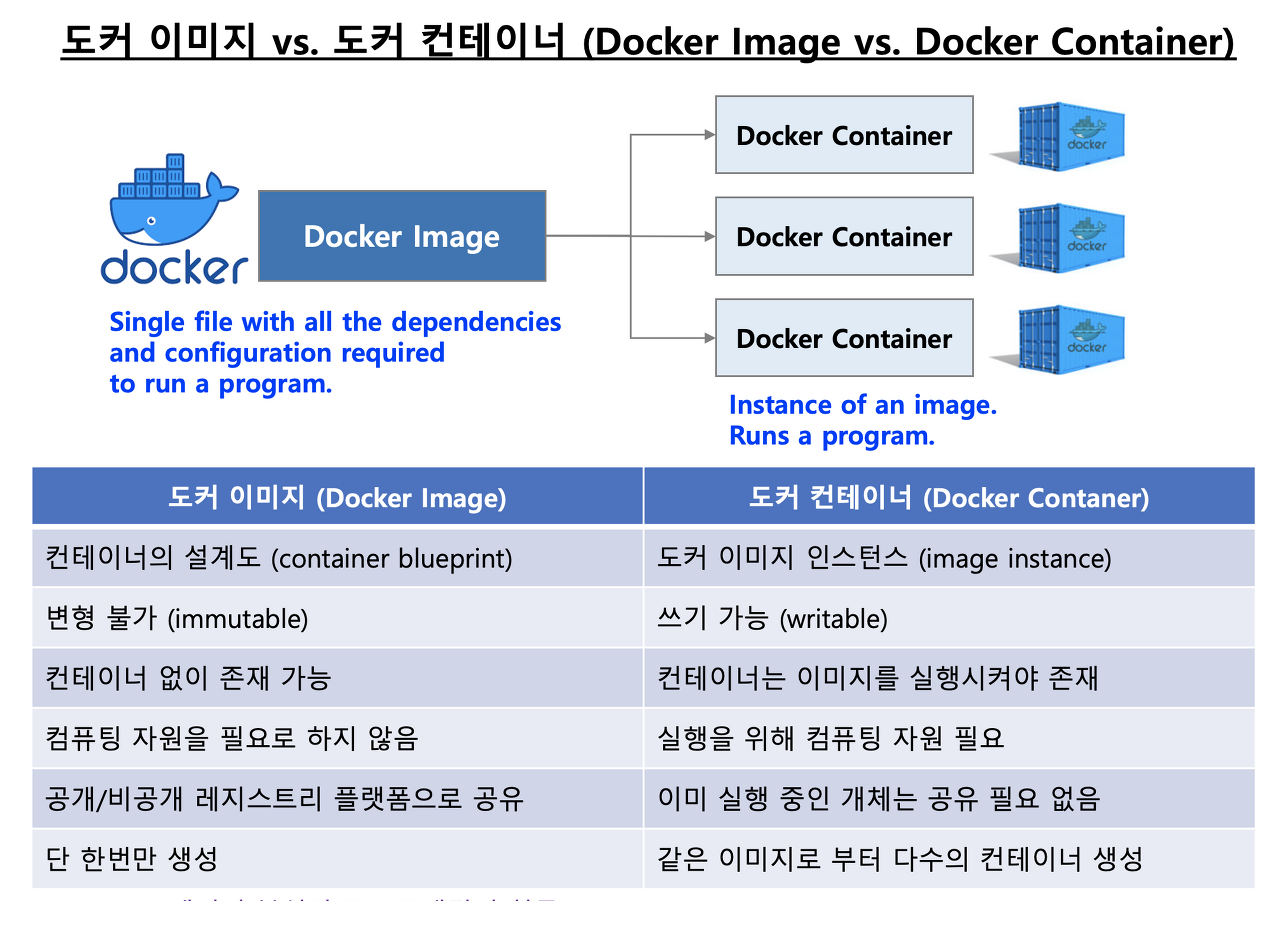 도커 이미지 vs. 도커 컨테이너 (Docker Image vs. Docker Container)
docker
Docker Image
Single file with all the dependencies
and configuration required
to run a program.
Docker Container
docker
Docker Container
docker
Docker Container
docker
Instance of an image.
Runs a program.
도커 이미지 (Docker Image)
도커 컨테이너 (Docker Contaner)
컨테이너의 설계도 (container blueprint)
도커 이미지 인스턴스 (image instance)
변형 불가 (immutable)
쓰기 가능 (writable)
컨테이너 없이 존재 가능
컨테이너는 이미지를 실행시켜야 존재
컴퓨팅 자원을 필요로 하지 않음
실행을 위해 컴퓨팅 자원 필요
공개/비공개 레지스트리 플랫폼으로 공유
이미 실행 중인 개체는 공유 필요 없음
단 한번만 생성
같은 이미지로 부터 다수의 컨테이너 생성